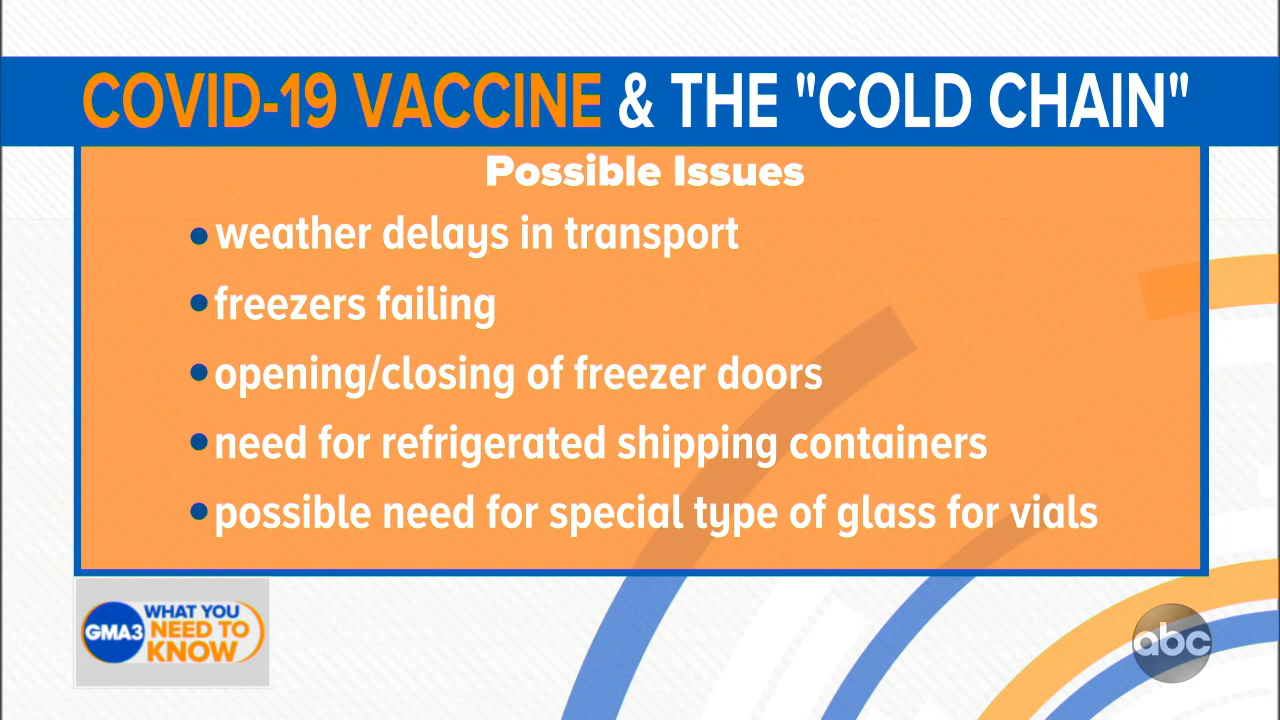 COVID-19 VACCINE & THE "COLD CHAIN"
Possible Issues
• weather delays in transport
• freezers failing
• opening/closing of freezer doors
• need for refrigerated shipping containers
• possible need for special type of glass for vials
GMA3
WHAT YOU
NEED TO
KNOW
abc